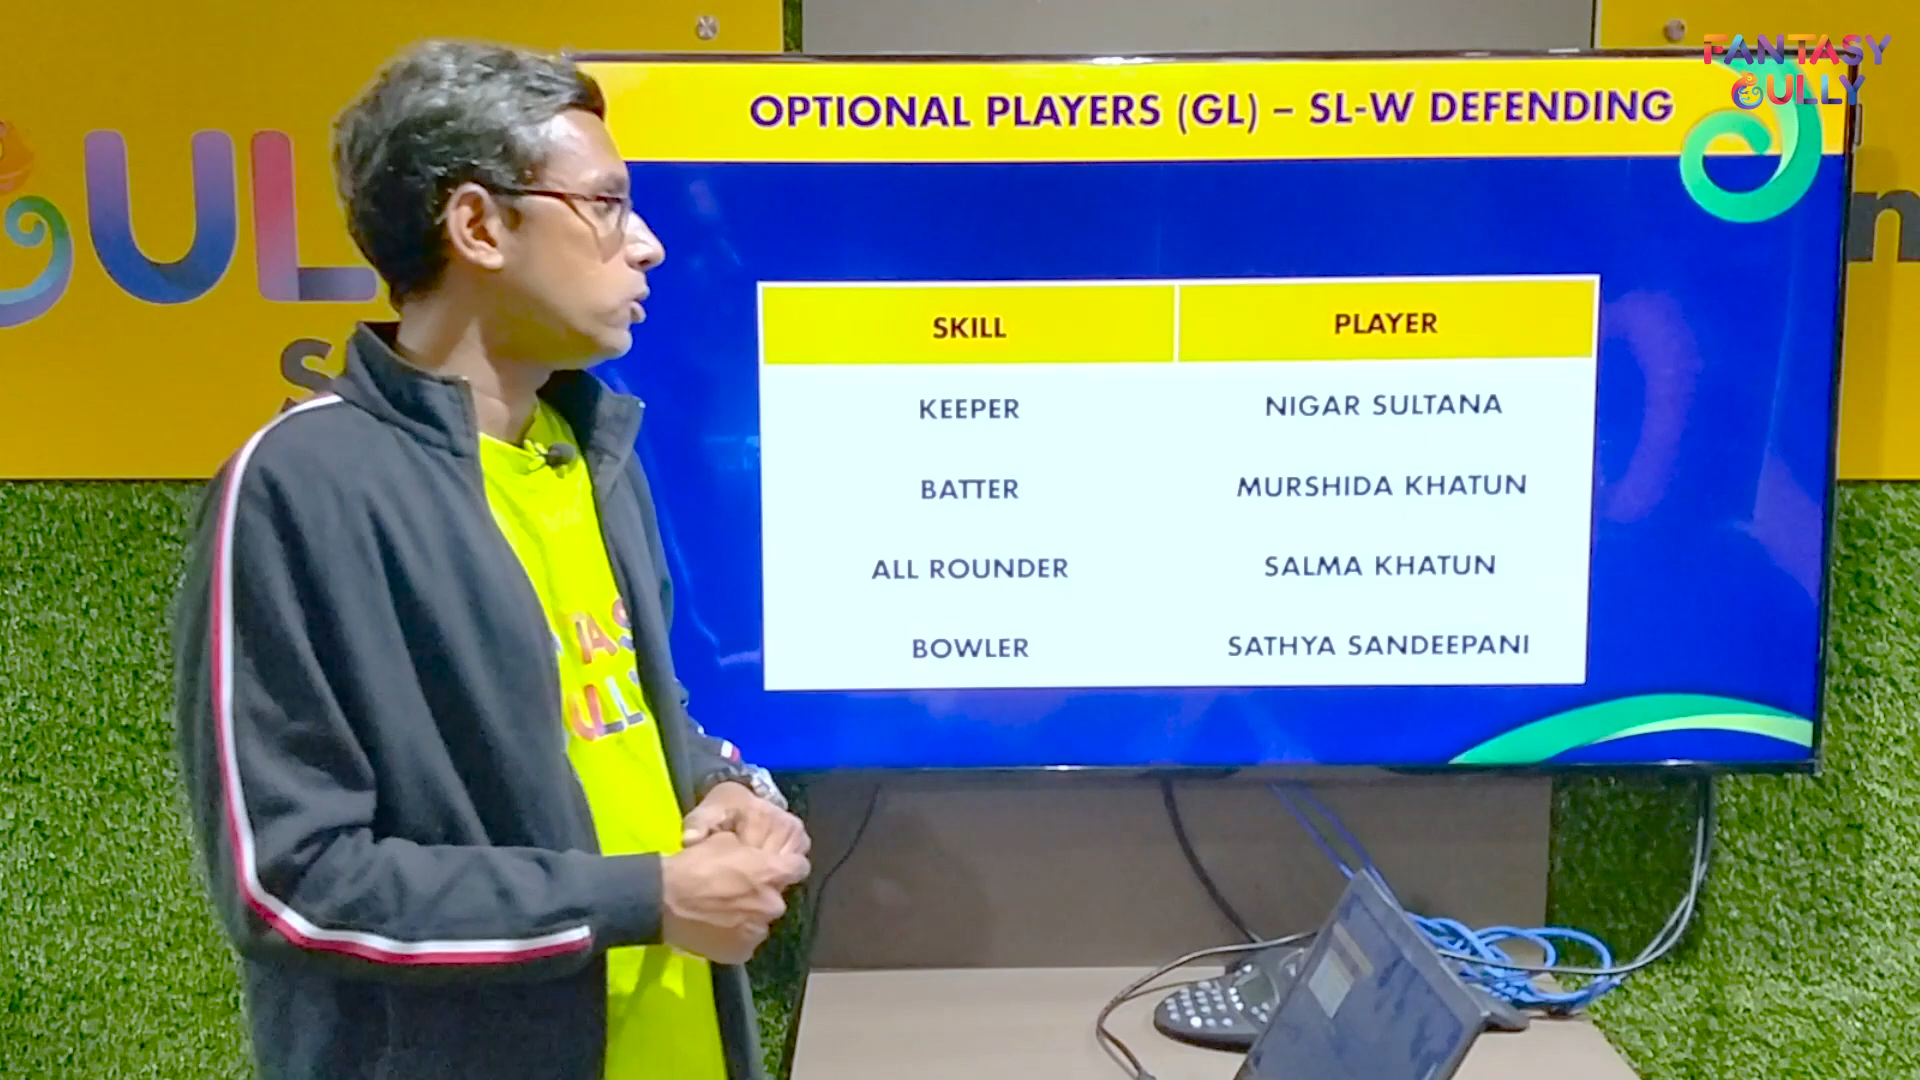 FANTASY
GULLY
OPTIONAL PLAYERS (GL) – SL-W DEFENDING
SKILL PLAYER
KEEPER NIGAR SULTANA
BATTER MURSHIDA KHATUN
ALL ROUNDER SALMA KHATUN
BOWLER SATHYA SANDEEPANI